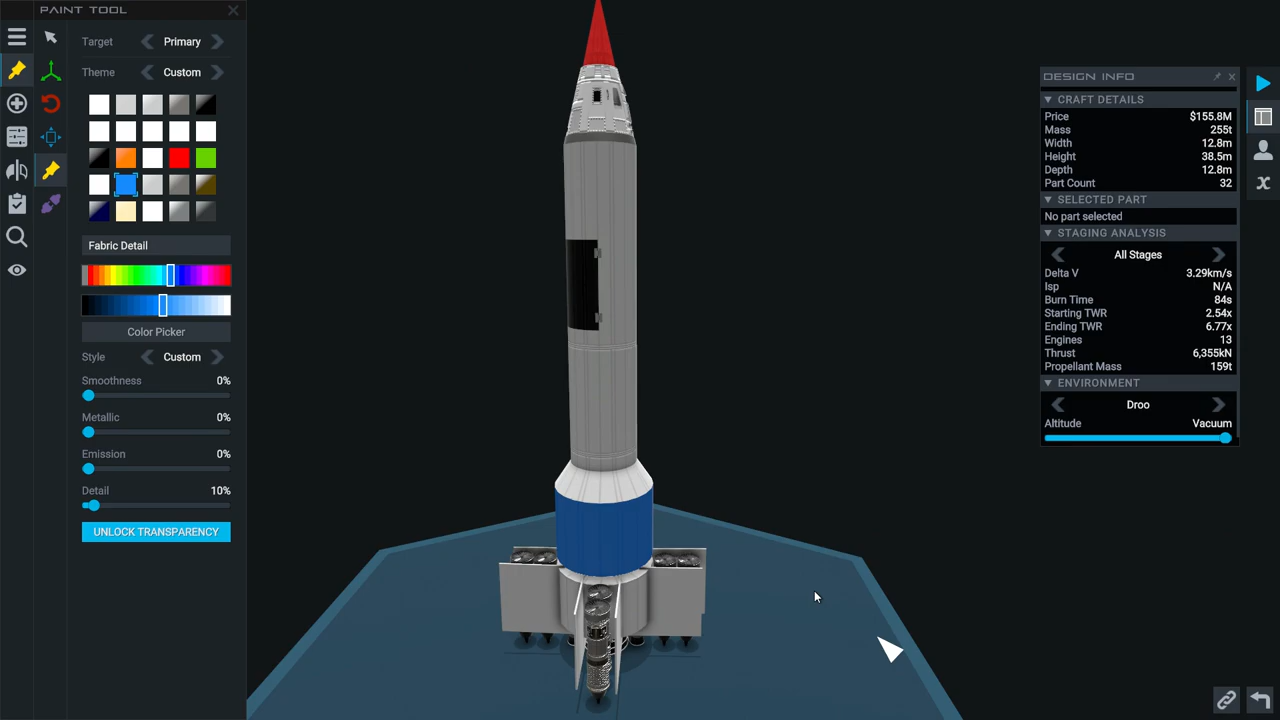 PAINT TOOL
Target Primary
Theme Custom
Fabric Detail
Color Picker
Style Custom
Smoothness 0%
Metallic 0%
Emission 0%
Detail 10%
UNLOCK TRANSPARENCY
DESIGN INFO
CRAFT DETAILS
Price $155.8M
Mass 255t
Width 12.8m
Height 38.5m
Depth 12.8m
Part Count 32
SELECTED PART
No part selected
STAGING ANALYSIS
All Stages
Delta V 3.29km/s
Isp N/A
Burn Time 84s
Starting TWR 2.54x
Ending TWR 6.77x
Engines 13
Thrust 6,355kN
Propellant Mass 159t
ENVIRONMENT
Droo
Altitude Vacuum